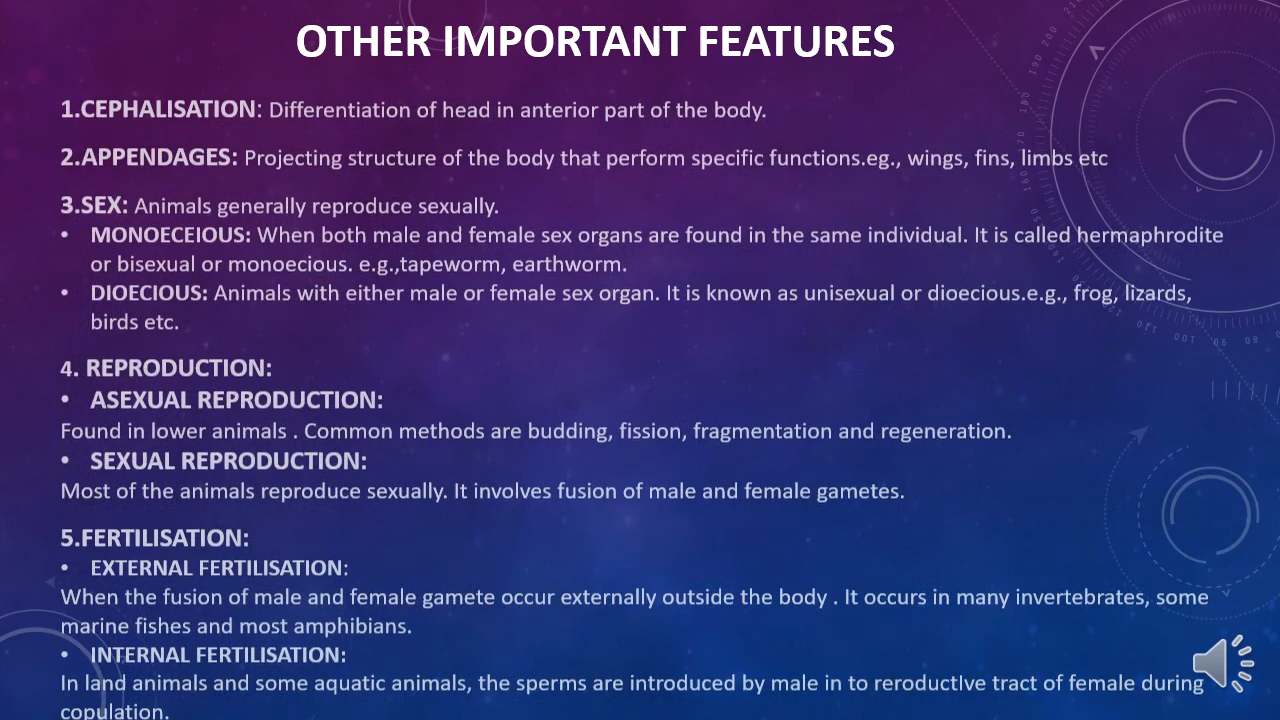 OTHER IMPORTANT FEATURES
1.CEPHALISATION: Differentiation of head in anterior part of the body.
2.APPENDAGES: Projecting structure of the body that perform specific functions.eg., wings, fins, limbs etc
3.SEX: Animals generally reproduce sexually.
• MONOECEIOUS: When both male and female sex organs are found in the same individual. It is called hermaphrodite
or bisexual or monoecious. e.g.,tapeworm, earthworm.
• DIOECIOUS: Animals with either male or female sex organ. It is known as unisexual or dioecious.e.g., frog, lizards,
birds etc.
4. REPRODUCTION:
• ASEXUAL REPRODUCTION:
Found in lower animals . Common methods are budding, fission, fragmentation and regeneration.
• SEXUAL REPRODUCTION:
Most of the animals reproduce sexually. It involves fusion of male and female gametes.
5.FERTILISATION:
• EXTERNAL FERTILISATION:
When the fusion of male and female gamete occur externally outside the body . It occurs in many invertebrates, some
marine fishes and most amphibians.
• INTERNAL FERTILISATION:
In land animals and some aquatic animals, the sperms are introduced by male in to reroductIve tract of female during
copulation.